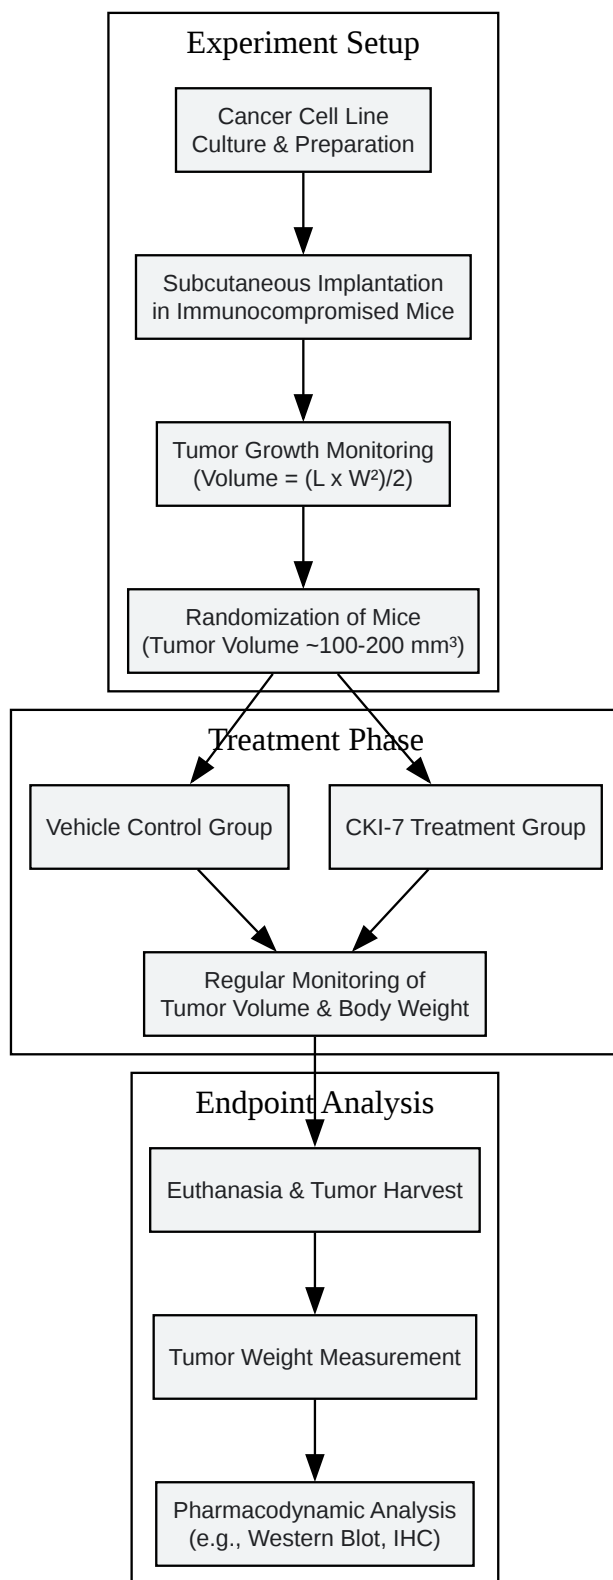 Experiment Setup
Cancer Cell Line
Culture & Preparation
Subcutaneous Implantation
in Immunocompromised Mice
Tumor Growth Monitoring
(Volume = (L x W²)/2)
Randomization of Mice
(Tumor Volume ~100-200 mm³)
Treatment Phase
Vehicle Control Group
CKI-7 Treatment Group
Regular Monitoring of
Tumor Volume & Body Weight
Endpoint Analysis
Euthanasia & Tumor Harvest
Tumor Weight Measurement
Pharmacodynamic Analysis
(e.g., Western Blot, IHC)